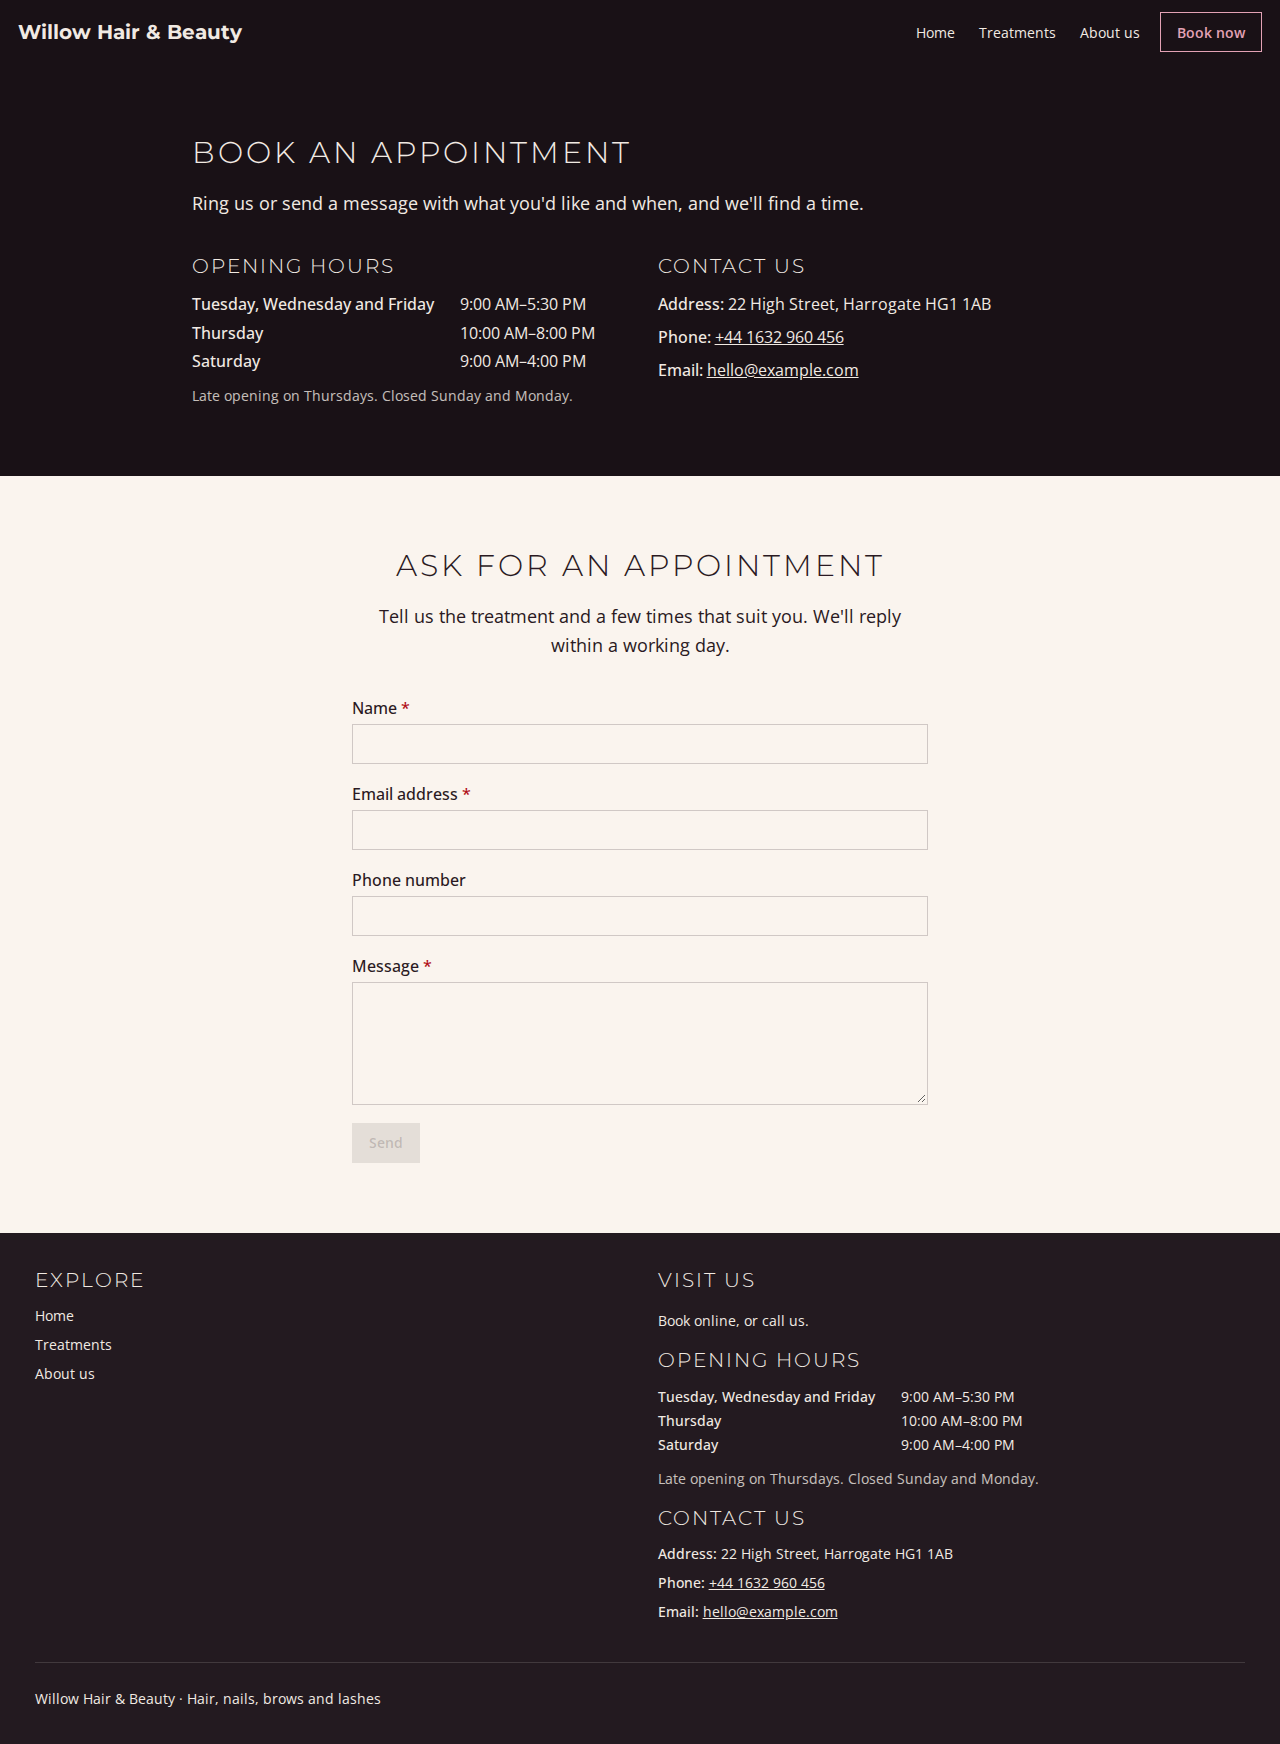 Willow Hair & Beauty
Home Treatments About us Book now
BOOK AN APPOINTMENT
Ring us or send a message with what you'd like and when, and we'll find a time.
OPENING HOURS
Tuesday, Wednesday and Friday 9:00 AM–5:30 PM
Thursday 10:00 AM–8:00 PM
Saturday 9:00 AM–4:00 PM
Late opening on Thursdays. Closed Sunday and Monday.
CONTACT US
Address: 22 High Street, Harrogate HG1 1AB
Phone: +44 1632 960 456
Email: hello@example.com
ASK FOR AN APPOINTMENT
Tell us the treatment and a few times that suit you. We'll reply
within a working day.
Name *
Email address *
Phone number
Message *
Send
EXPLORE
Home
Treatments
About us
VISIT US
Book online, or call us.
OPENING HOURS
Tuesday, Wednesday and Friday 9:00 AM–5:30 PM
Thursday 10:00 AM–8:00 PM
Saturday 9:00 AM–4:00 PM
Late opening on Thursdays. Closed Sunday and Monday.
CONTACT US
Address: 22 High Street, Harrogate HG1 1AB
Phone: +44 1632 960 456
Email: hello@example.com
Willow Hair & Beauty · Hair, nails, brows and lashes